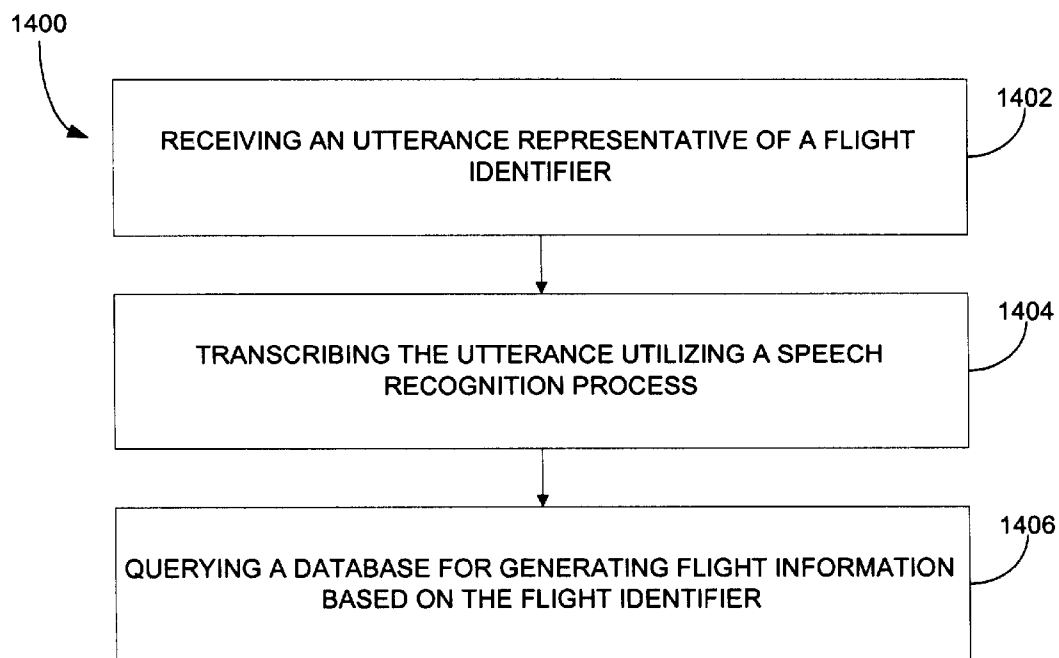 1400
1402
RECEIVING AN UTTERANCE REPRESENTATIVE OF A FLIGHT
IDENTIFIER
1404
TRANSCRIBING THE UTTERANCE UTILIZING A SPEECH
RECOGNITION PROCESS
1406
QUERYING A DATABASE FOR GENERATING FLIGHT INFORMATION
BASED ON THE FLIGHT IDENTIFIER